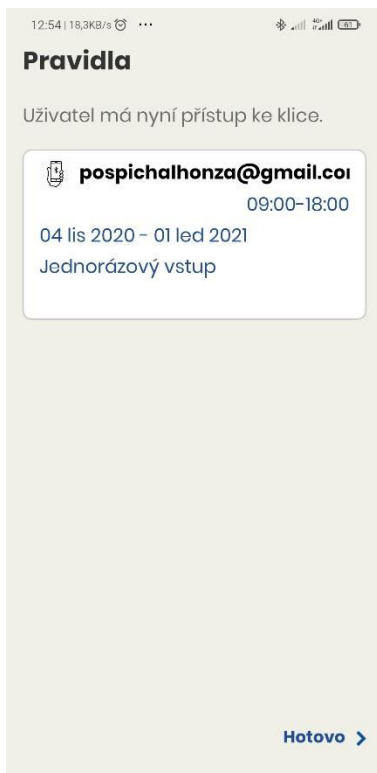 12:54 | 18,3KB/s ...
Pravidla
Uživatel má nyní přístup ke klice.
pospichalhonza@gmail.co
09:00-18:00
04 lis 2020 - 01 led 2021
Jednorázový vstup
Hotovo >